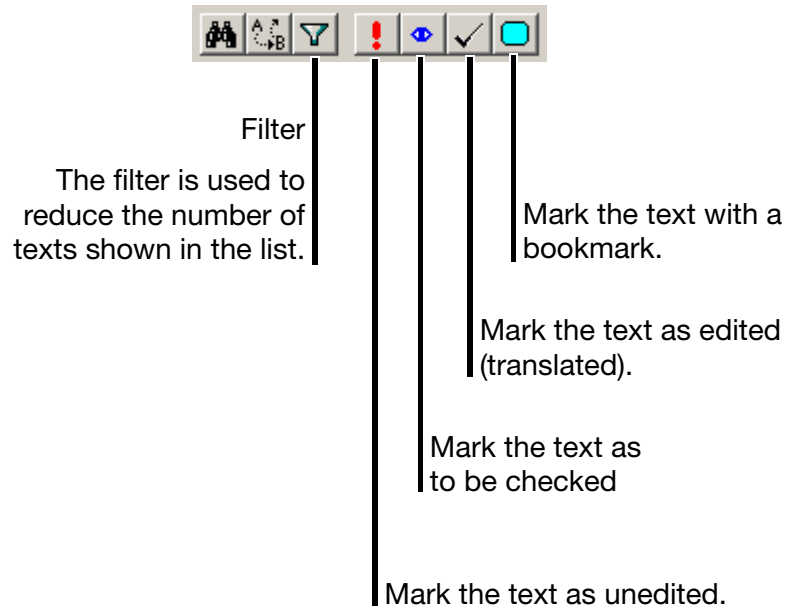 A
B
Filter
The filter is used to
reduce the number of
texts shown in the list.
Mark the text with a
bookmark.
Mark the text as edited
(translated).
Mark the text as
to be checked
Mark the text as unedited.